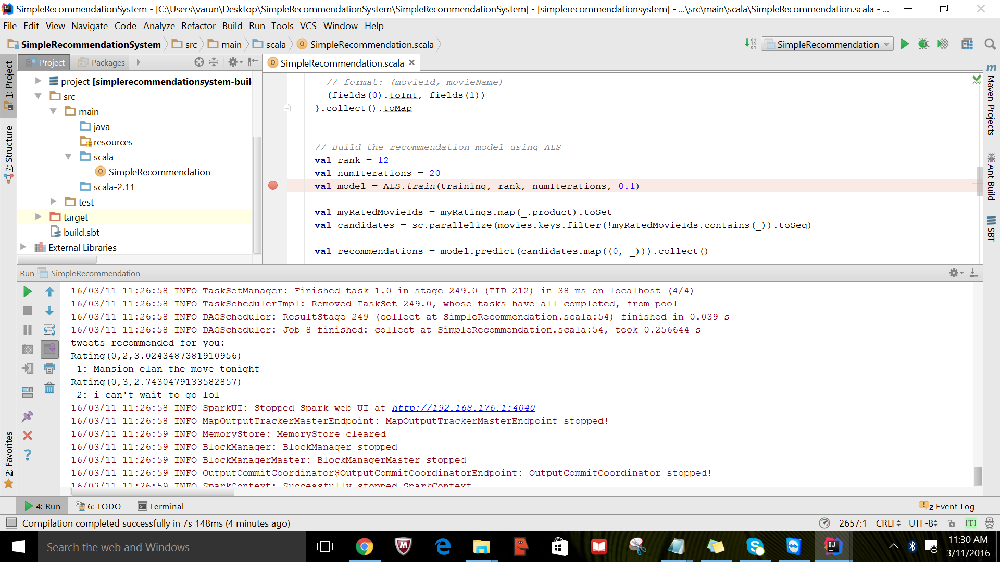 SimpleRecommendationSystem - [C:\Users\varun\Desktop\SimpleRecommendationSystem\SimpleRecommendationSystem] - [simplerecommendationsystem] - ...\src\main\scala\SimpleRecommendation.scala - ...
File Edit View Navigate Code Analyze Refactor Build Run Tools VCS Window Help
SimpleRecommendationSystem src main scala SimpleRecommendation.scala
SimpleRecommendation
Project Packages
SimpleRecommendation.scala
1: Project
7: Structure
2: Favorites
project [simplerecommendationsystem-buil
src
main
java
resources
scala
SimpleRecommendation
scala-2.11
test
target
build.sbt
External Libraries
// format: (movieId, movieName)
(fields(0).toInt, fields(1))
}.collect().toMap
// Build the recommendation model using ALS
val rank = 12
val numIterations = 20
val model = ALS.train(training, rank, numIterations, 0.1)
val myRatedMovieIds = myRatings.map(_.product).toSet
val candidates = sc.parallelize(movies.keys.filter(!myRatedMovieIds.contains(_)).toSeq)
val recommendations = model.predict(candidates.map((0, _))).collect()
Maven Projects
Ant Build
SBT
Run SimpleRecommendation
16/03/11 11:26:58 INFO TaskSetManager: Finished task 1.0 in stage 249.0 (TID 212) in 38 ms on localhost (4/4)
16/03/11 11:26:58 INFO TaskSchedulerImpl: Removed TaskSet 249.0, whose tasks have all completed, from pool
16/03/11 11:26:58 INFO DAGScheduler: ResultStage 249 (collect at SimpleRecommendation.scala:54) finished in 0.039 s
16/03/11 11:26:58 INFO DAGScheduler: Job 8 finished: collect at SimpleRecommendation.scala:54, took 0.256644 s
tweets recommended for you:
Rating(0,2,3.0243487381910956)
1: Mansion elan the move tonight
Rating(0,3,2.7430479133582857)
2: i can't wait to go lol
16/03/11 11:26:58 INFO SparkUI: Stopped Spark web UI at http://192.168.176.1:4040
16/03/11 11:26:58 INFO MapOutputTrackerMasterEndpoint: MapOutputTrackerMasterEndpoint stopped!
16/03/11 11:26:59 INFO MemoryStore: MemoryStore cleared
16/03/11 11:26:59 INFO BlockManager: BlockManager stopped
16/03/11 11:26:59 INFO BlockManagerMaster: BlockManagerMaster stopped
16/03/11 11:26:59 INFO OutputCommitCoordinator$OutputCommitCoordinatorEndpoint: OutputCommitCoordinator stopped!
16/03/11 11:26:59 INFO SparkContext: Successfully stopped SparkContext
4: Run 6: TODO Terminal 2 Event Log
Compilation completed successfully in 7s 148ms (4 minutes ago) 2657:1 CRLF UTF-8 [T]
Search the web and Windows
11:30 AM
3/11/2016